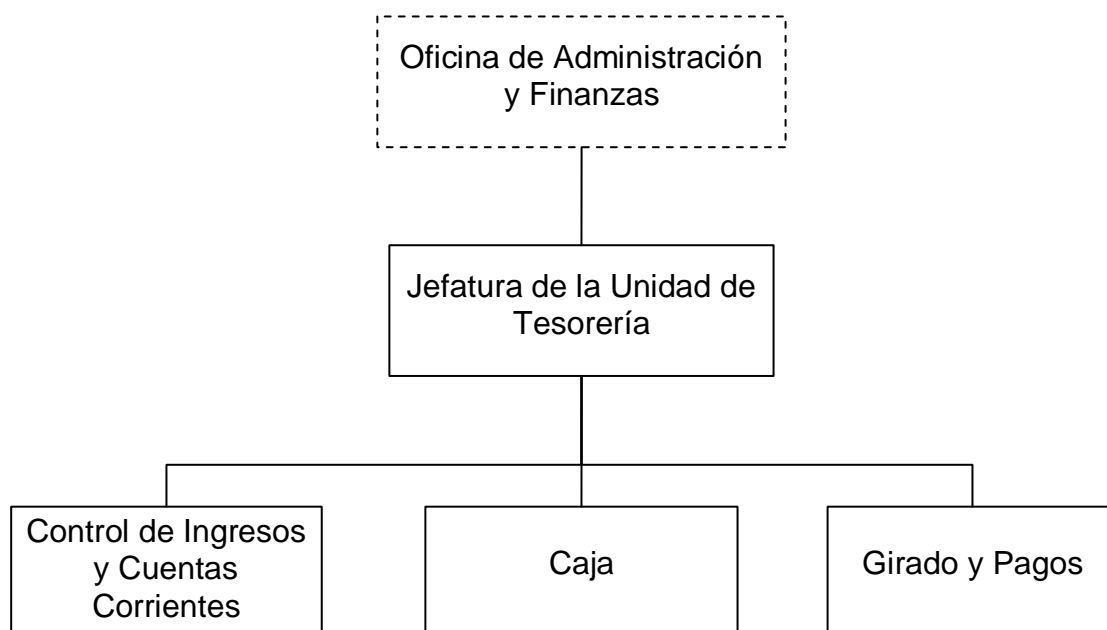 Oficina de Administración
y Finanzas
Jefatura de la Unidad de
Tesorería
Control de Ingresos
y Cuentas
Corrientes
Caja
Girado y Pagos